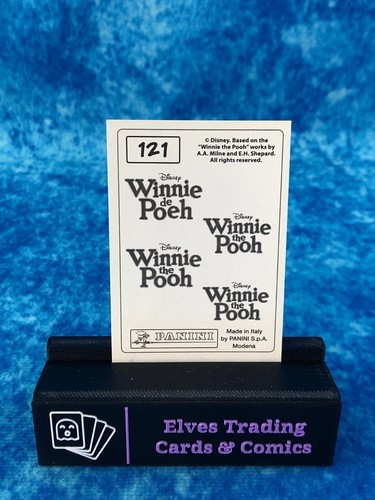 121
© Disney. Based on the
"Winnie the Pooh" works by
A.A. Milne and E.H. Shepard.
All rights reserved.
Disney
Winnie
de
Poeh
Disney
Winnie
the
Pooh
Disney
Winnie
the
Pooh
Disney
Winnie
the
Pooh
PANINI
Made in Italy
by PANINI S.p.A.
Modena
Elves Trading
Cards & Comics